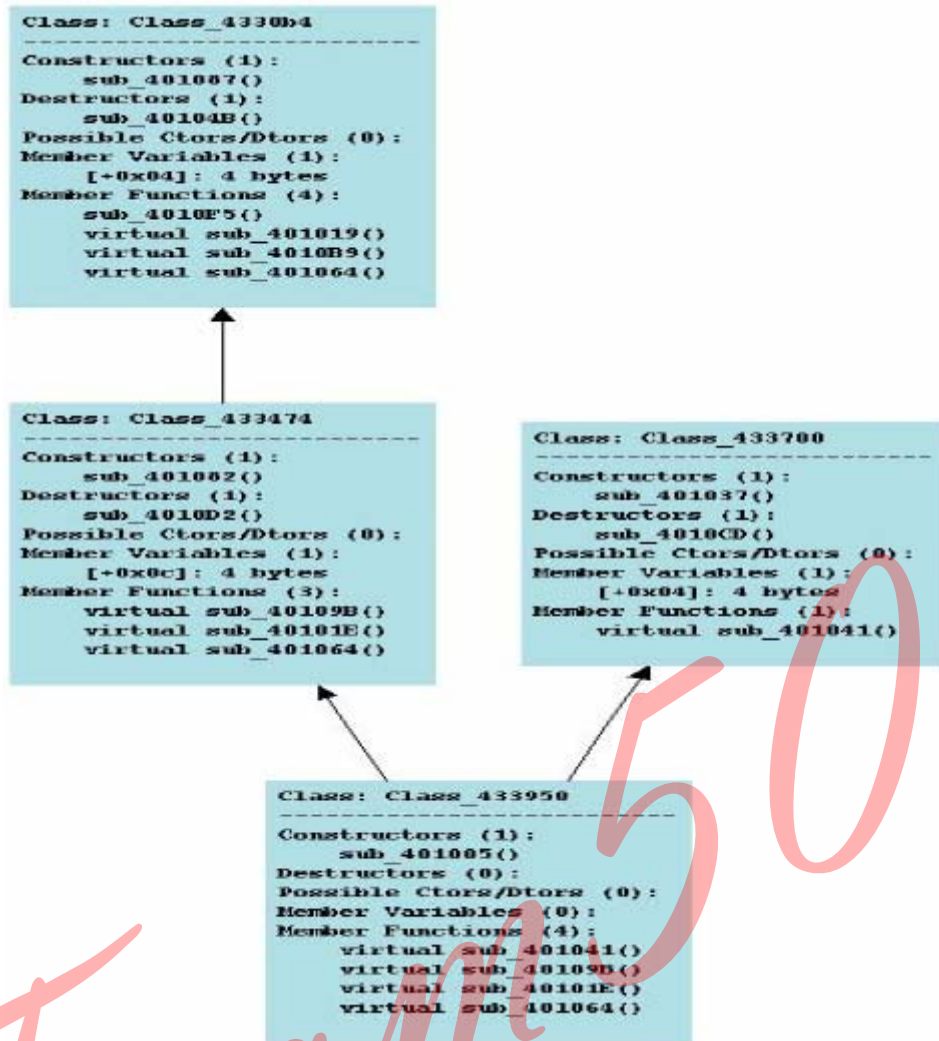 Class: Class_4330b4
----------------------------
Constructors (1):
sub_401087()
Destructors (1):
sub_40104B()
Possible Ctors/Dtors (0):
Member Variables (1):
[+0x04]: 4 bytes
Member Functions (4):
sub_4010F5()
virtual sub_401019()
virtual sub_4010B9()
virtual sub_401064()
Class: Class_433474
----------------------------
Constructors (1):
sub_401082()
Destructors (1):
sub_4010D2()
Possible Ctors/Dtors (0):
Member Variables (1):
[+0x0c]: 4 bytes
Member Functions (3):
virtual sub_40109B()
virtual sub_40101E()
virtual sub_401064()
Class: Class_433700
----------------------------
Constructors (1):
sub_401037()
Destructors (1):
sub_4010CD()
Possible Ctors/Dtors (0):
Member Variables (1):
[+0x04]: 4 bytes
Member Functions (1):
virtual sub_401041()
Class: Class_433950
----------------------------
Constructors (1):
sub_401005()
Destructors (0):
Possible Ctors/Dtors (0):
Member Variables (0):
Member Functions (4):
virtual sub_401041()
virtual sub_40109B()
virtual sub_40101E()
virtual sub_401064()
50